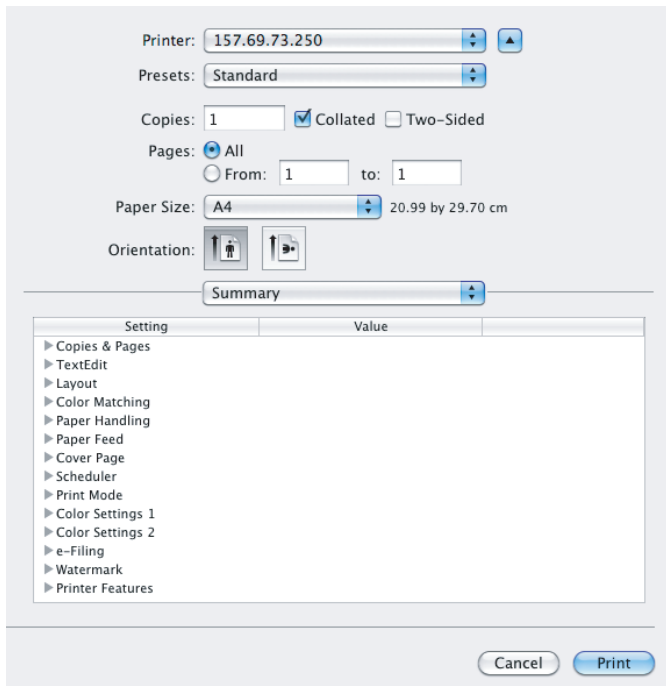 Printer: 157.69.73.250
Presets: Standard
Copies: 1 Collated Two-Sided
Pages: All
From: 1 to: 1
Paper Size: A4 20.99 by 29.70 cm
Orientation:
Summary
Setting Value
Copies & Pages
TextEdit
Layout
Color Matching
Paper Handling
Paper Feed
Cover Page
Scheduler
Print Mode
Color Settings 1
Color Settings 2
e-Filing
Watermark
Printer Features
Cancel Print